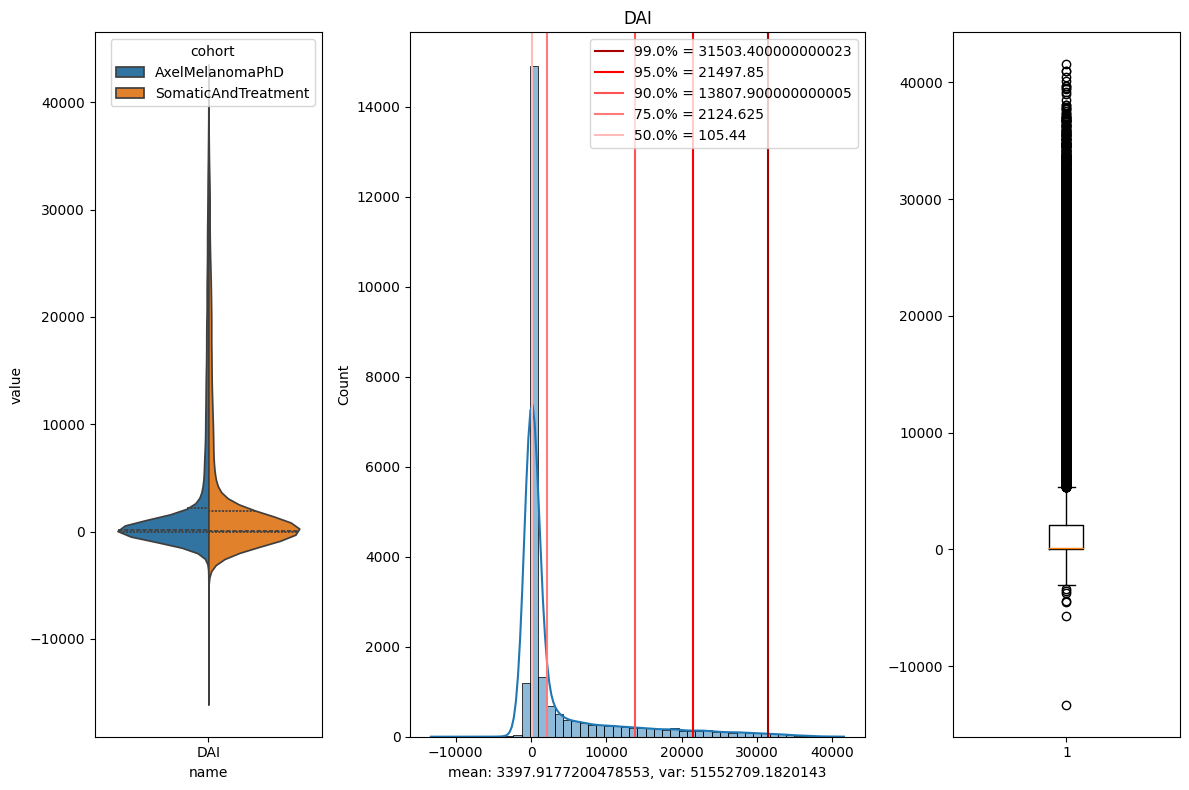 DAI
cohort
AxelMelanomaPhD
SomaticAndTreatment
value
40000
30000
20000
10000
0
−10000
DAI
name
99.0% = 31503.400000000023
95.0% = 21497.85
90.0% = 13807.900000000005
75.0% = 2124.625
50.0% = 105.44
Count
14000
12000
10000
8000
6000
4000
2000
0
−10000 0 10000 20000 30000 40000
mean: 3397.9177200478553, var: 51552709.1820143
40000
30000
20000
10000
0
−10000
1